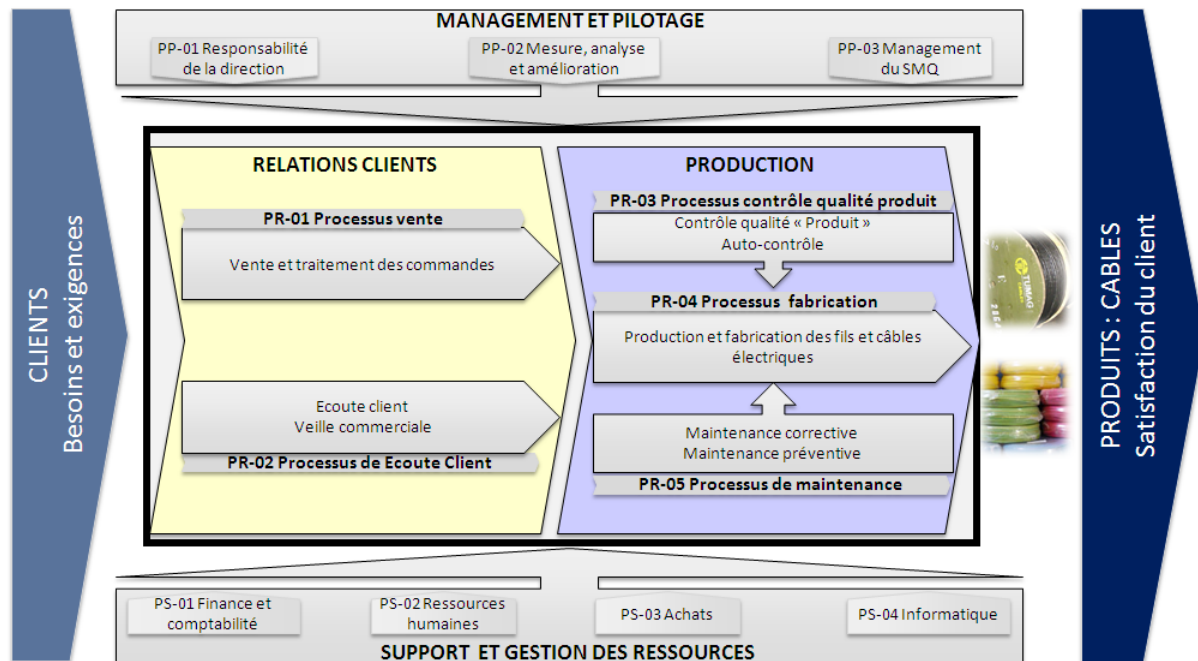 MANAGEMENT ET PILOTAGE
PP-01 Responsabilité
de la direction
PP-02 Mesure, analyse
et amélioration
PP-03 Management
du SMQ
CLIENTS
Besoins et exigences
RELATIONS CLIENTS
PR-01 Processus vente
Vente et traitement des commandes
Ecoute client
Veille commerciale
PR-02 Processus de Ecoute Client
PRODUCTION
PR-03 Processus contrôle qualité produit
Contrôle qualité « Produit »
Auto-contrôle
PR-04 Processus fabrication
Production et fabrication des fils et câbles
électriques
Maintenance corrective
Maintenance préventive
PR-05 Processus de maintenance
TUMAG
PRODUITS : CABLES
Satisfaction du client
PS-01 Finance et
comptabilité
PS-02 Ressources
humaines
PS-03 Achats
PS-04 Informatique
SUPPORT ET GESTION DES RESSOURCES